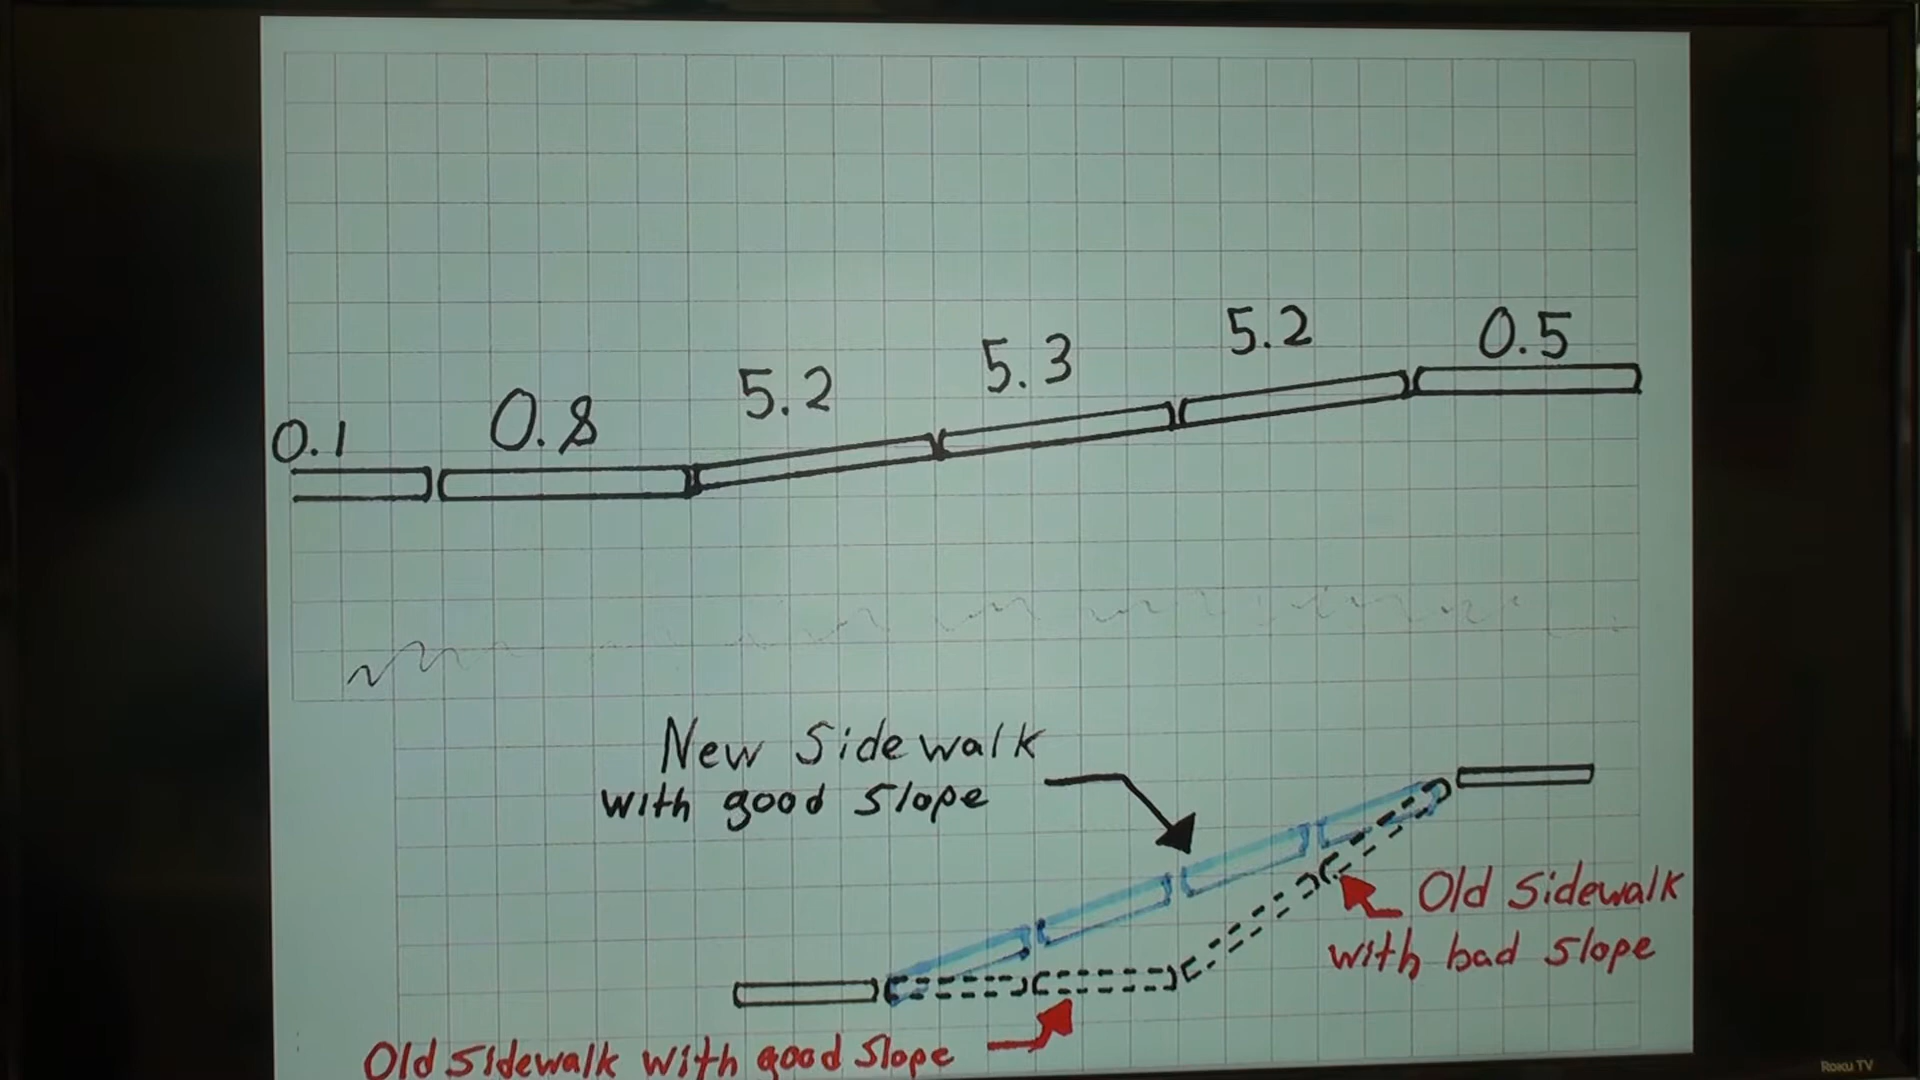 0.1
0.8
5.2
5.3
5.2
0.5
New Sidewalk
with good slope
Old Sidewalk
with bad slope
Old Sidewalk with good slope
Roku TV